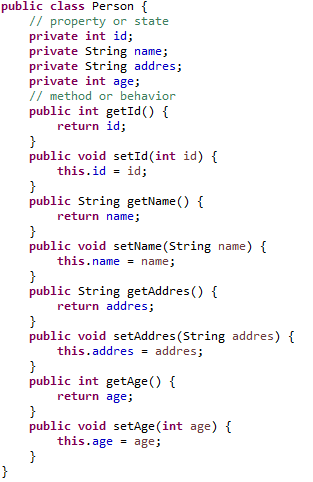 public class Person {
// property or state
private int id;
private String name;
private String addres;
private int age;
// method or behavior
public int getId() {
return id;
}
public void setId(int id) {
this.id = id;
}
public String getName() {
return name;
}
public void setName(String name) {
this.name = name;
}
public String getAddres() {
return addres;
}
public void setAddres(String addres) {
this.addres = addres;
}
public int getAge() {
return age;
}
public void setAge(int age) {
this.age = age;
}
}